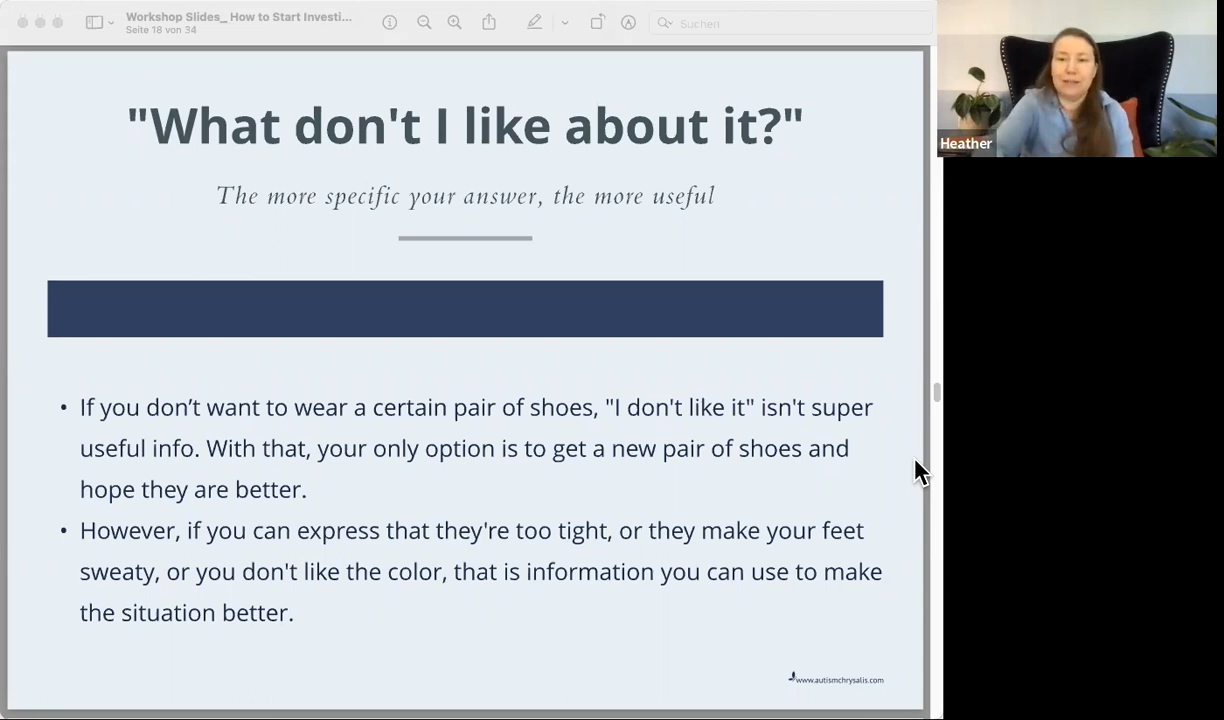 Workshop Slides_ How to Start Investi...
Seite 18 von 34
Suchen
"What don't I like about it?"
The more specific your answer, the more useful
• If you don’t want to wear a certain pair of shoes, "I don't like it" isn't super
useful info. With that, your only option is to get a new pair of shoes and
hope they are better.
• However, if you can express that they're too tight, or they make your feet
sweaty, or you don't like the color, that is information you can use to make
the situation better.
www.autismchrysalis.com
Heather